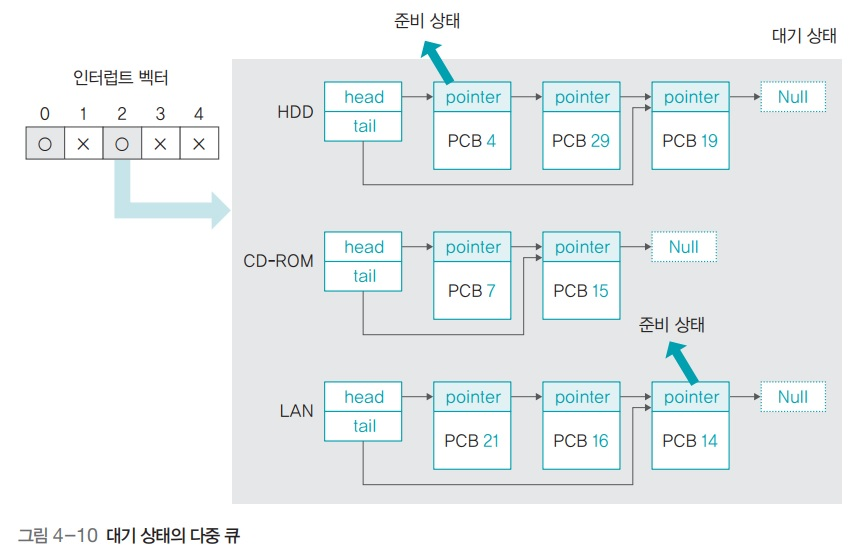 준비 상태
대기 상태
인터럽트 벡터
0 1 2 3 4
○ × ○ × ×
HDD
head
tail
pointer
PCB 4
pointer
PCB 29
pointer
PCB 19
Null
CD-ROM
head
tail
pointer
PCB 7
pointer
PCB 15
Null
준비 상태
LAN
head
tail
pointer
PCB 21
pointer
PCB 16
pointer
PCB 14
Null
그림 4-10 대기 상태의 다중 큐